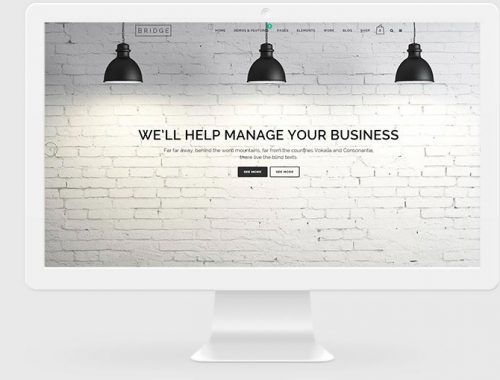 BRIDGE
HOME DEMOS & FEATURES PAGES ELEMENTS WORK BLOG SHOP
WE'LL HELP MANAGE YOUR BUSINESS
Far far away, behind the word mountains, far from the countries Vokalia and Consonantia,
there live the blind texts.
SEE MORE SEE MORE